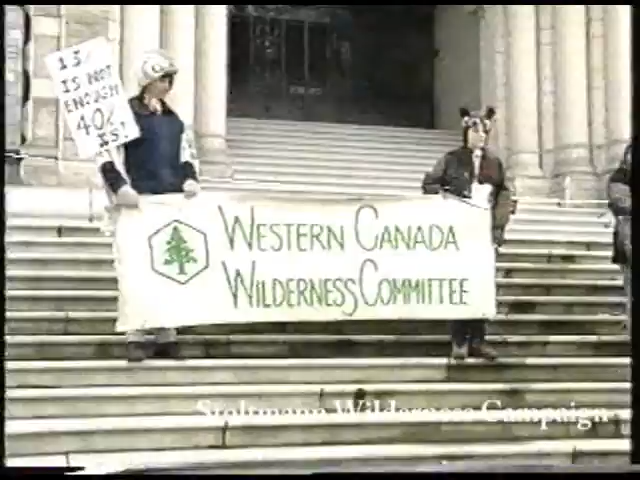 13%
IS NOT
ENOUGH
40%
IS!
WESTERN CANADA
WILDERNESS COMMITTEE
Stoltmann Wilderness Campaign